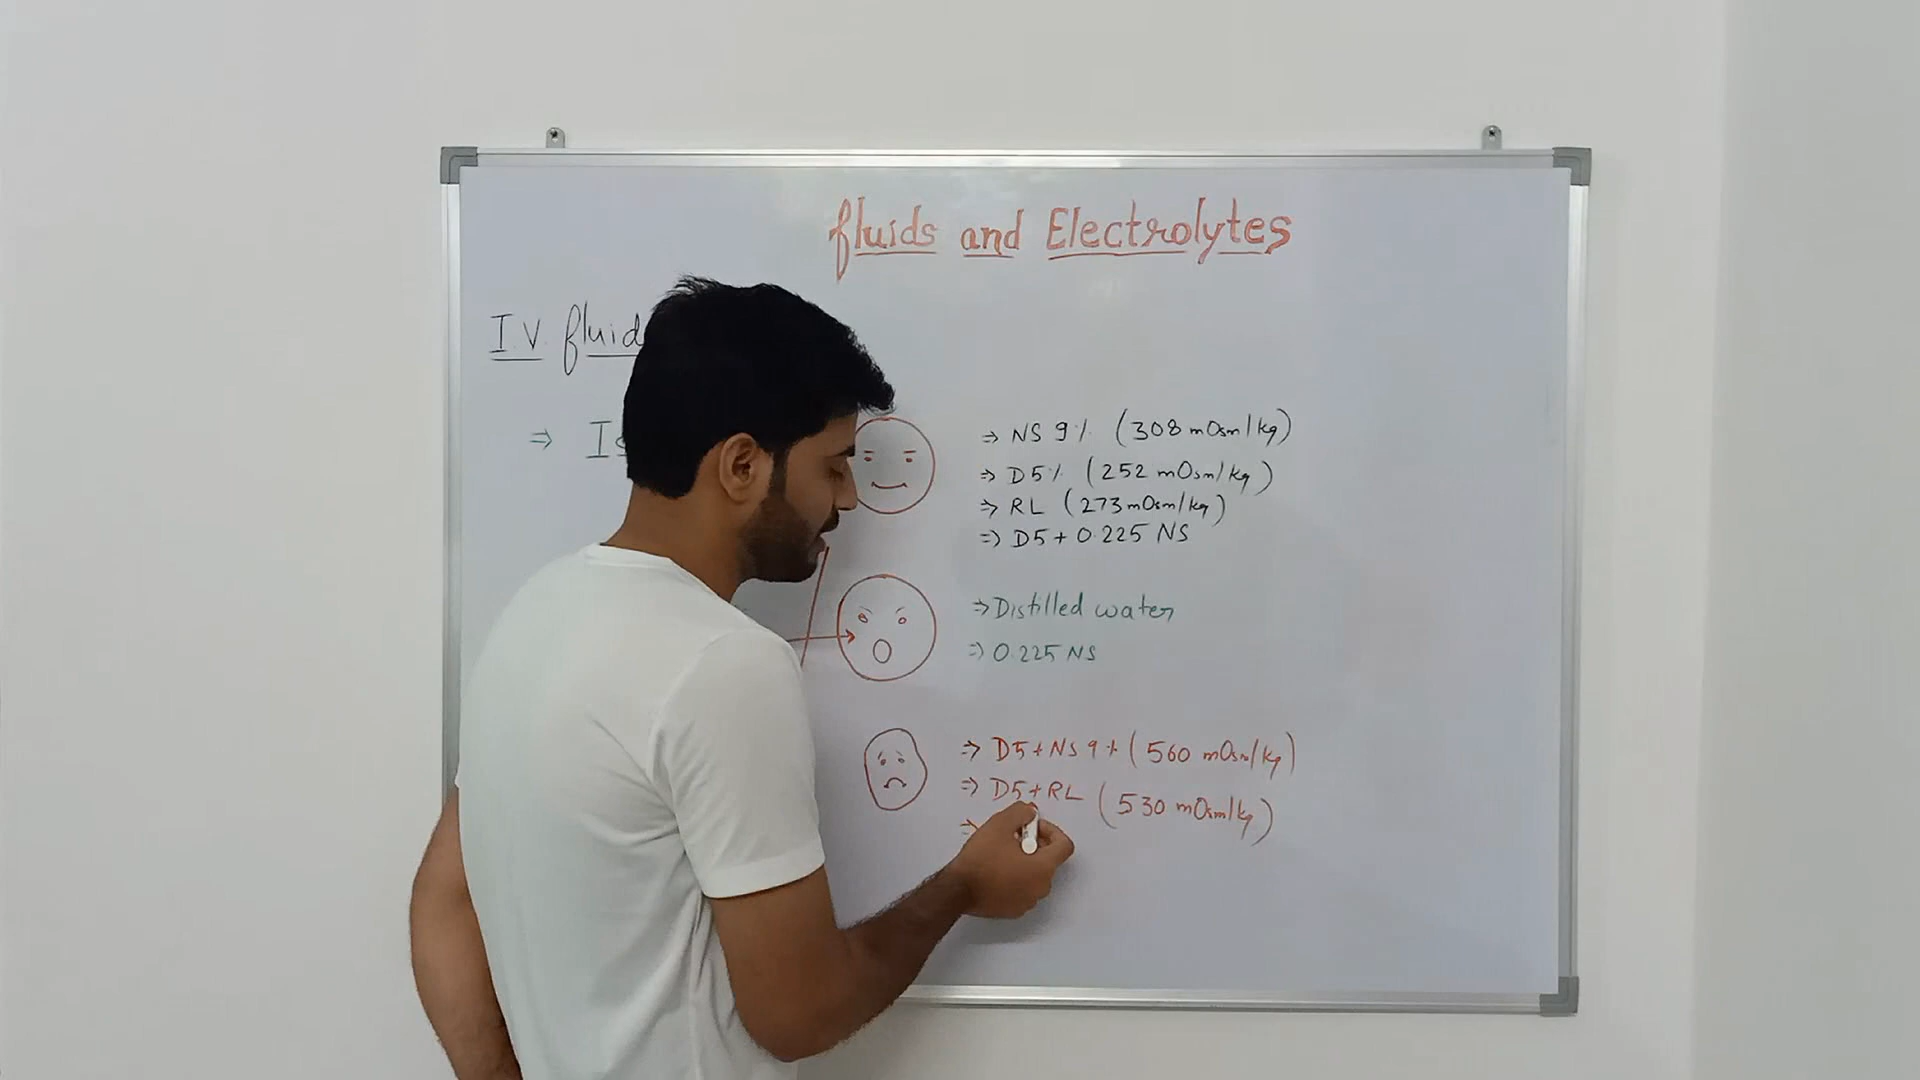 fluids and Electrolytes
I.V. fluid
⇒ Is
⇒ NS 9% (308 mOsm/kg)
⇒ D5% (252 mOsm/kg)
⇒ RL (273 mOsm/kg)
⇒ D5 + 0.225 NS
⇒ Distilled water
⇒ 0.225 NS
⇒ D5+NS 9% (560 mOsm/kg)
⇒ D5+RL (530 mOsm/kg)
⇒